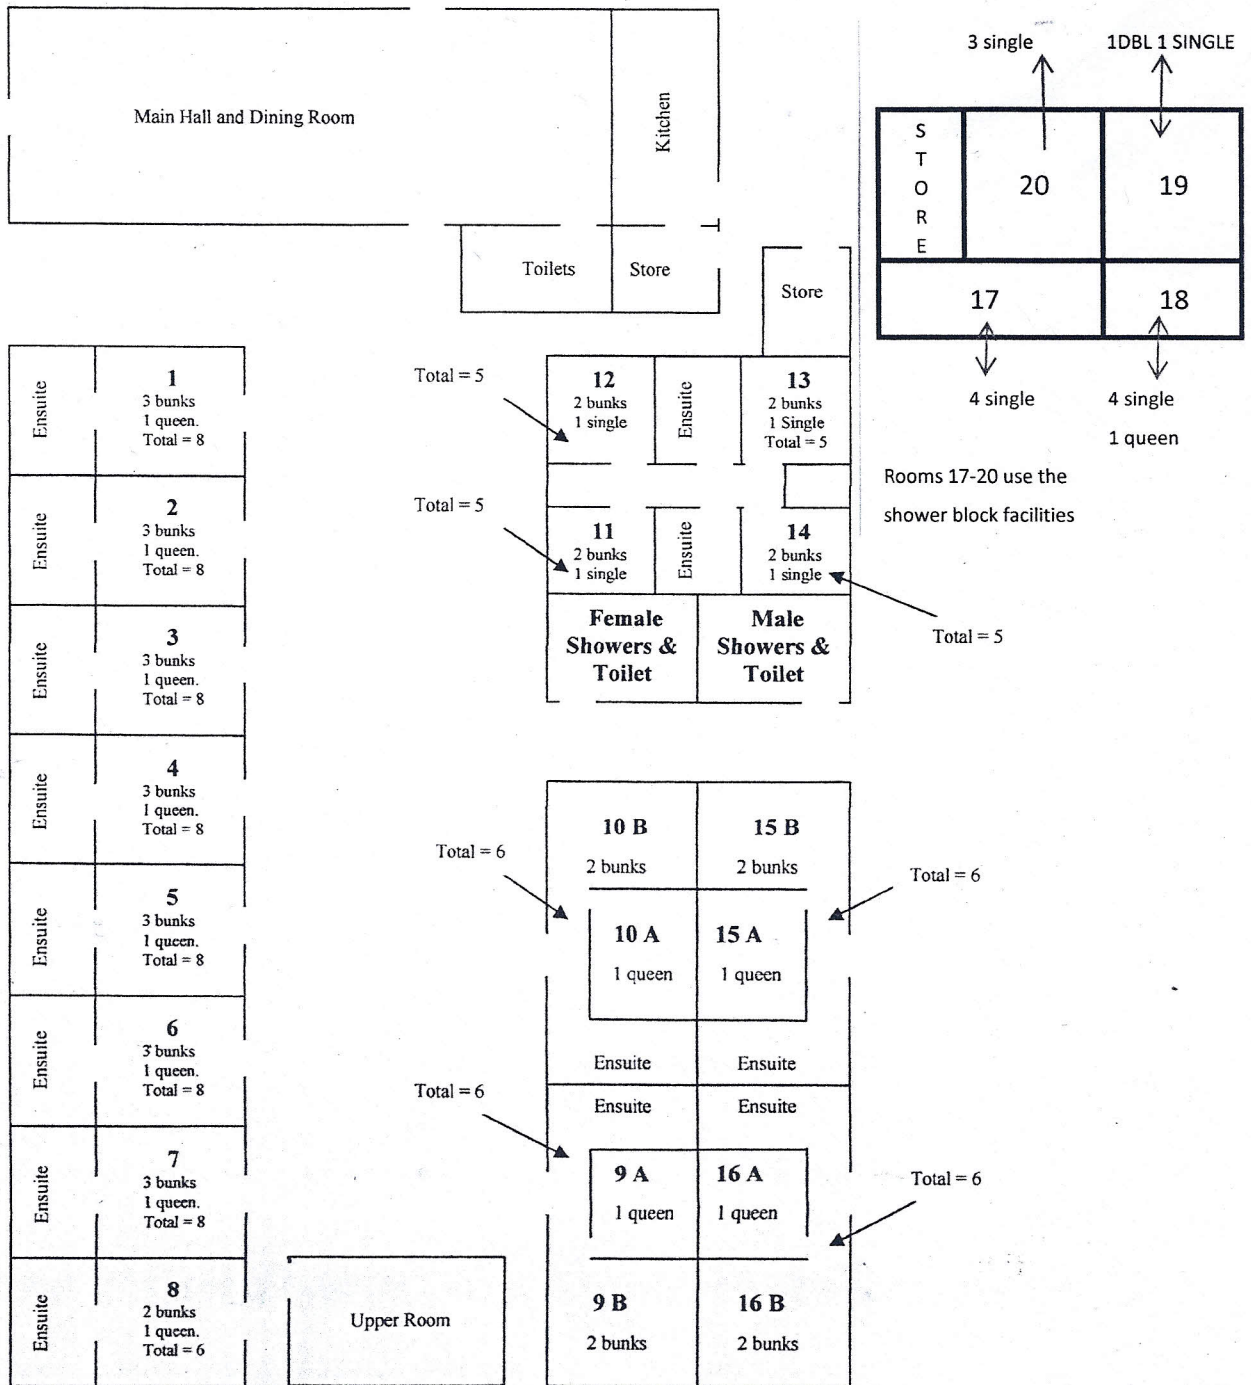 Main Hall and Dining Room
Kitchen
Toilets
Store
Store
3 single
1DBL 1 SINGLE
STORE
20
19
17
18
4 single
4 single
1 queen
Rooms 17-20 use the
shower block facilities
Ensuite
1
3 bunks
1 queen.
Total = 8
Ensuite
2
3 bunks
1 queen.
Total = 8
Ensuite
3
3 bunks
1 queen.
Total = 8
Ensuite
4
3 bunks
1 queen.
Total = 8
Ensuite
5
3 bunks
1 queen.
Total = 8
Ensuite
6
3 bunks
1 queen.
Total = 8
Ensuite
7
3 bunks
1 queen.
Total = 8
Ensuite
8
2 bunks
1 queen.
Total = 6
Upper Room
Total = 5
12
2 bunks
1 single
Ensuite
13
2 bunks
1 Single
Total = 5
Total = 5
11
2 bunks
1 single
Ensuite
14
2 bunks
1 single
Total = 5
Female
Showers &
Toilet
Male
Showers &
Toilet
10 B
2 bunks
15 B
2 bunks
Total = 6
Total = 6
10 A
1 queen
15 A
1 queen
Ensuite
Ensuite
Ensuite
Ensuite
Total = 6
Total = 6
9 A
1 queen
16 A
1 queen
9 B
2 bunks
16 B
2 bunks